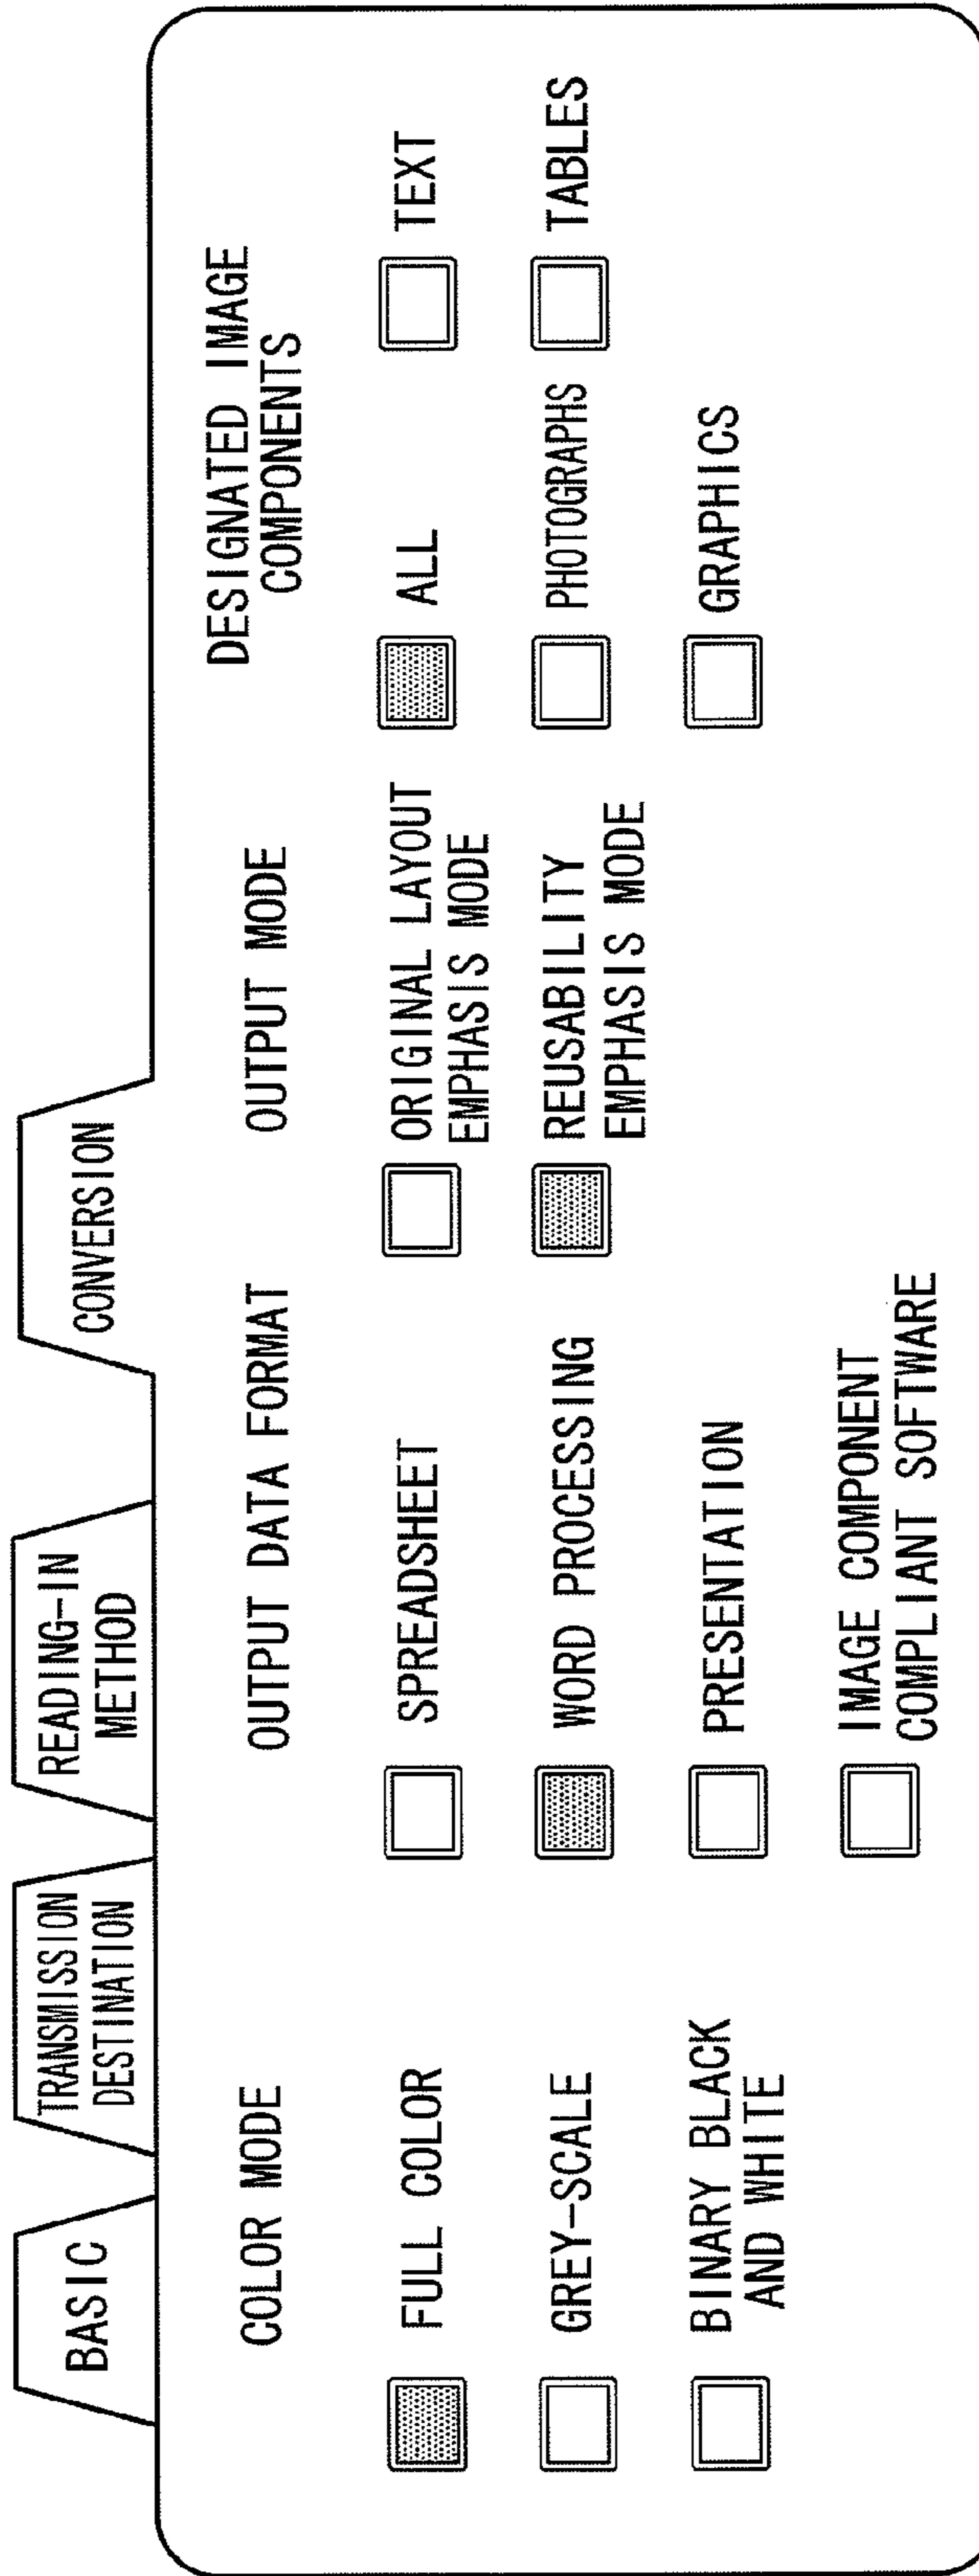 BASIC
TRANSMISSION
DESTINATION
READING-IN
METHOD
CONVERSION
COLOR MODE
FULL COLOR
GREY-SCALE
BINARY BLACK
AND WHITE
OUTPUT DATA FORMAT
SPREADSHEET
WORD PROCESSING
PRESENTATION
IMAGE COMPONENT
COMPLIANT SOFTWARE
OUTPUT MODE
ORIGINAL LAYOUT
EMPHASIS MODE
REUSABILITY
EMPHASIS MODE
DESIGNATED IMAGE
COMPONENTS
ALL
TEXT
PHOTOGRAPHS
TABLES
GRAPHICS